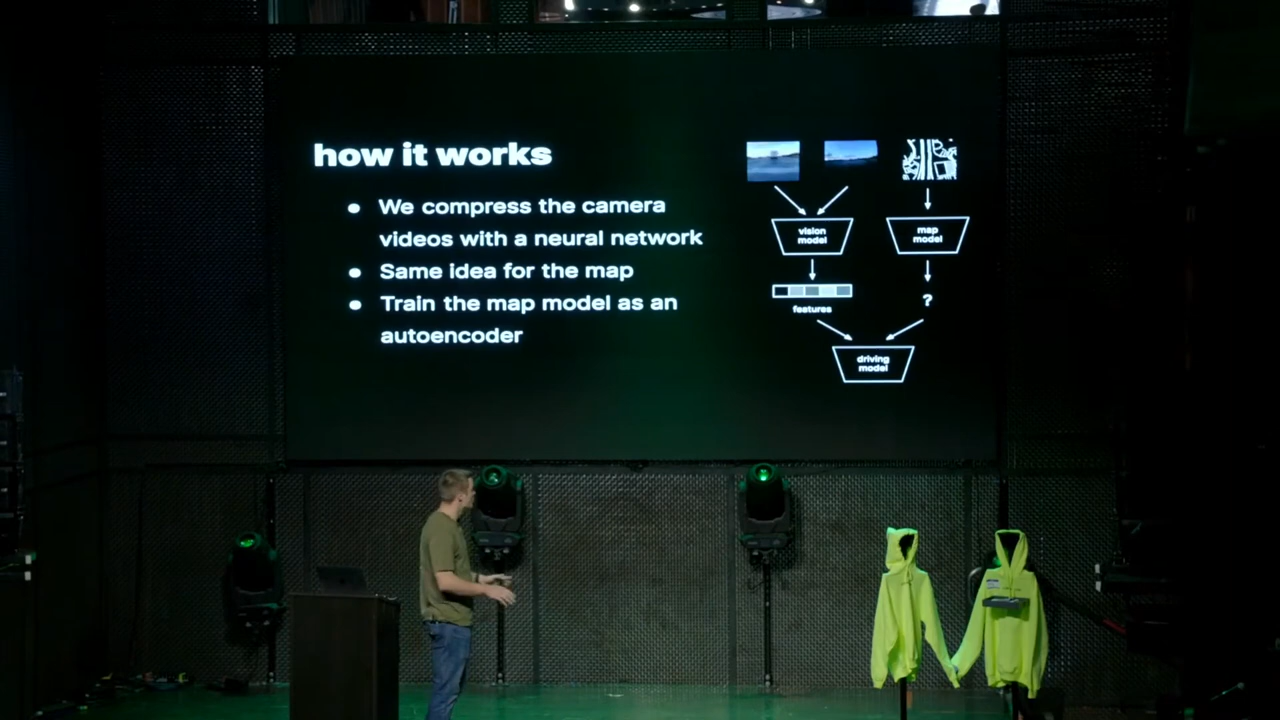 how it works
● We compress the camera
videos with a neural network
● Same idea for the map
● Train the map model as an
autoencoder
vision
model
map
model
features
?
driving
model